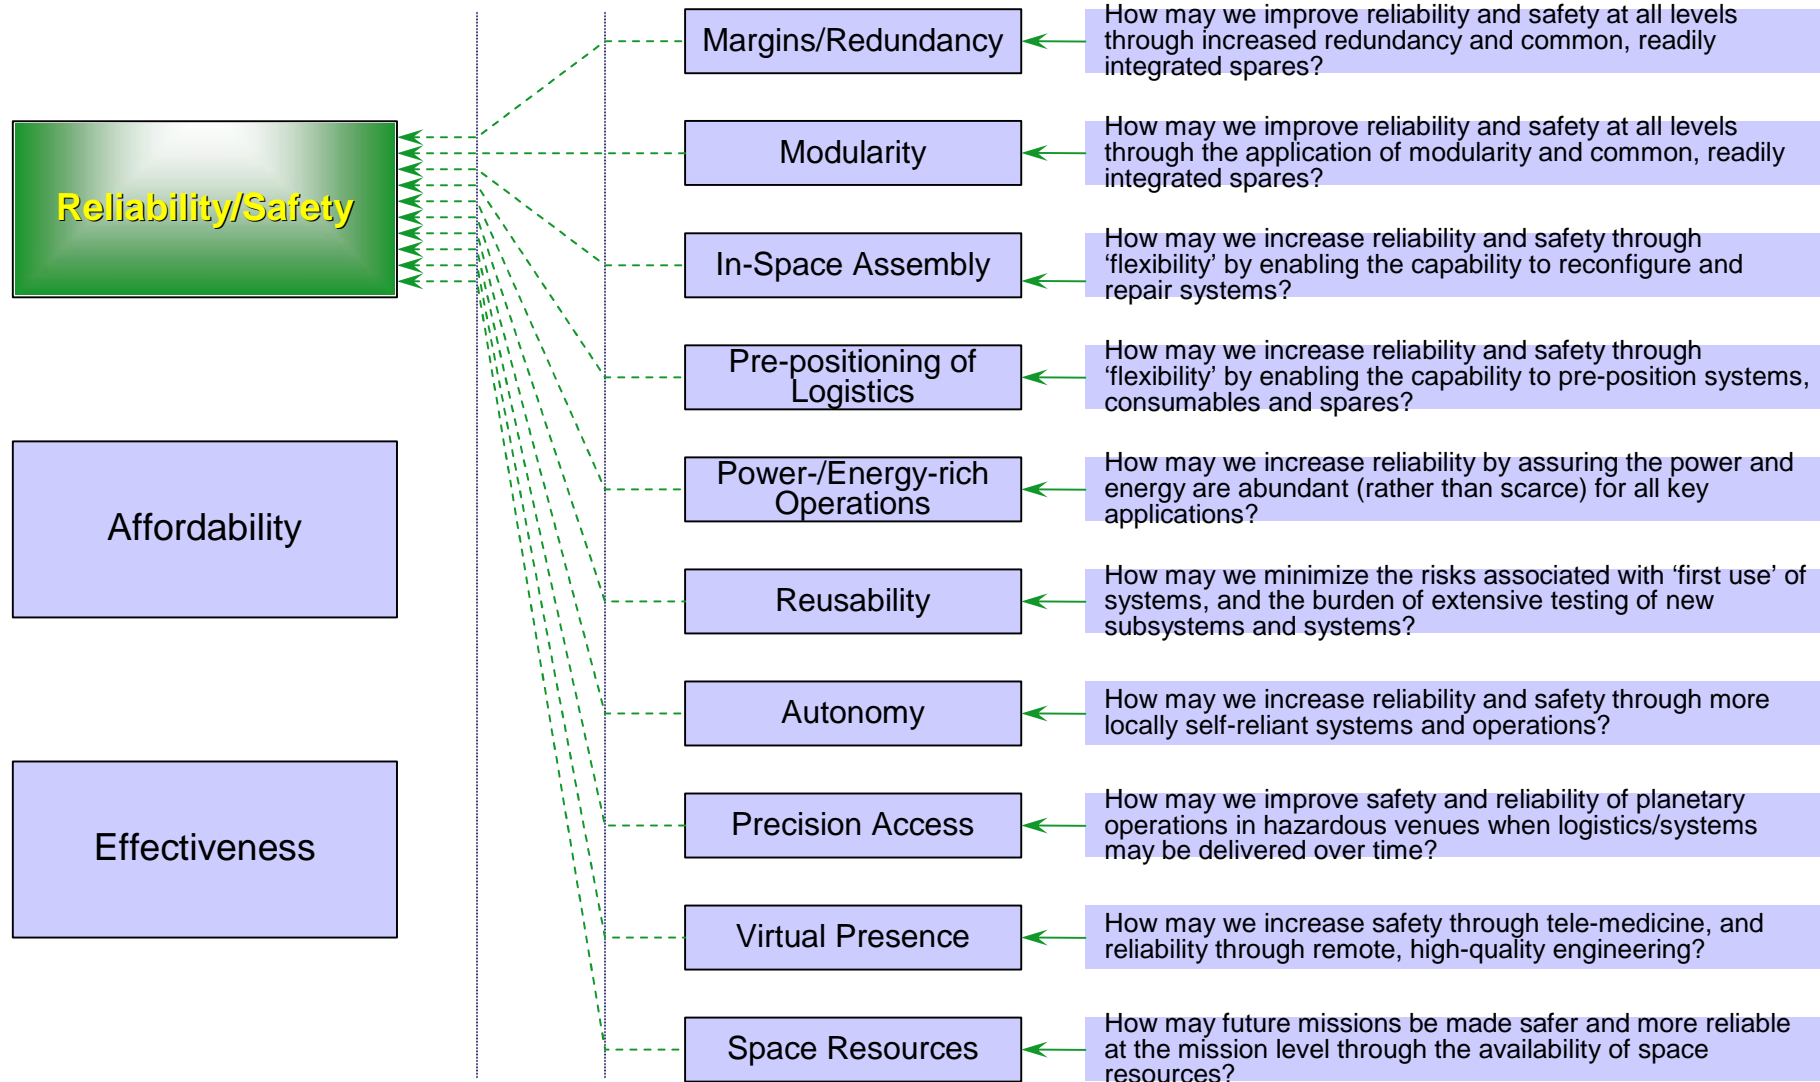 Reliability/Safety
Affordability
Effectiveness
Margins/Redundancy
How may we improve reliability and safety at all levels
through increased redundancy and common, readily
integrated spares?
Modularity
How may we improve reliability and safety at all levels
through the application of modularity and common, readily
integrated spares?
In-Space Assembly
How may we increase reliability and safety through
‘flexibility’ by enabling the capability to reconfigure and
repair systems?
Pre-positioning of
Logistics
How may we increase reliability and safety through
‘flexibility’ by enabling the capability to pre-position systems,
consumables and spares?
Power-/Energy-rich
Operations
How may we increase reliability by assuring the power and
energy are abundant (rather than scarce) for all key
applications?
Reusability
How may we minimize the risks associated with ‘first use’ of
systems, and the burden of extensive testing of new
subsystems and systems?
Autonomy
How may we increase reliability and safety through more
locally self-reliant systems and operations?
Precision Access
How may we improve safety and reliability of planetary
operations in hazardous venues when logistics/systems
may be delivered over time?
Virtual Presence
How may we increase safety through tele-medicine, and
reliability through remote, high-quality engineering?
Space Resources
How may future missions be made safer and more reliable
at the mission level through the availability of space
resources?